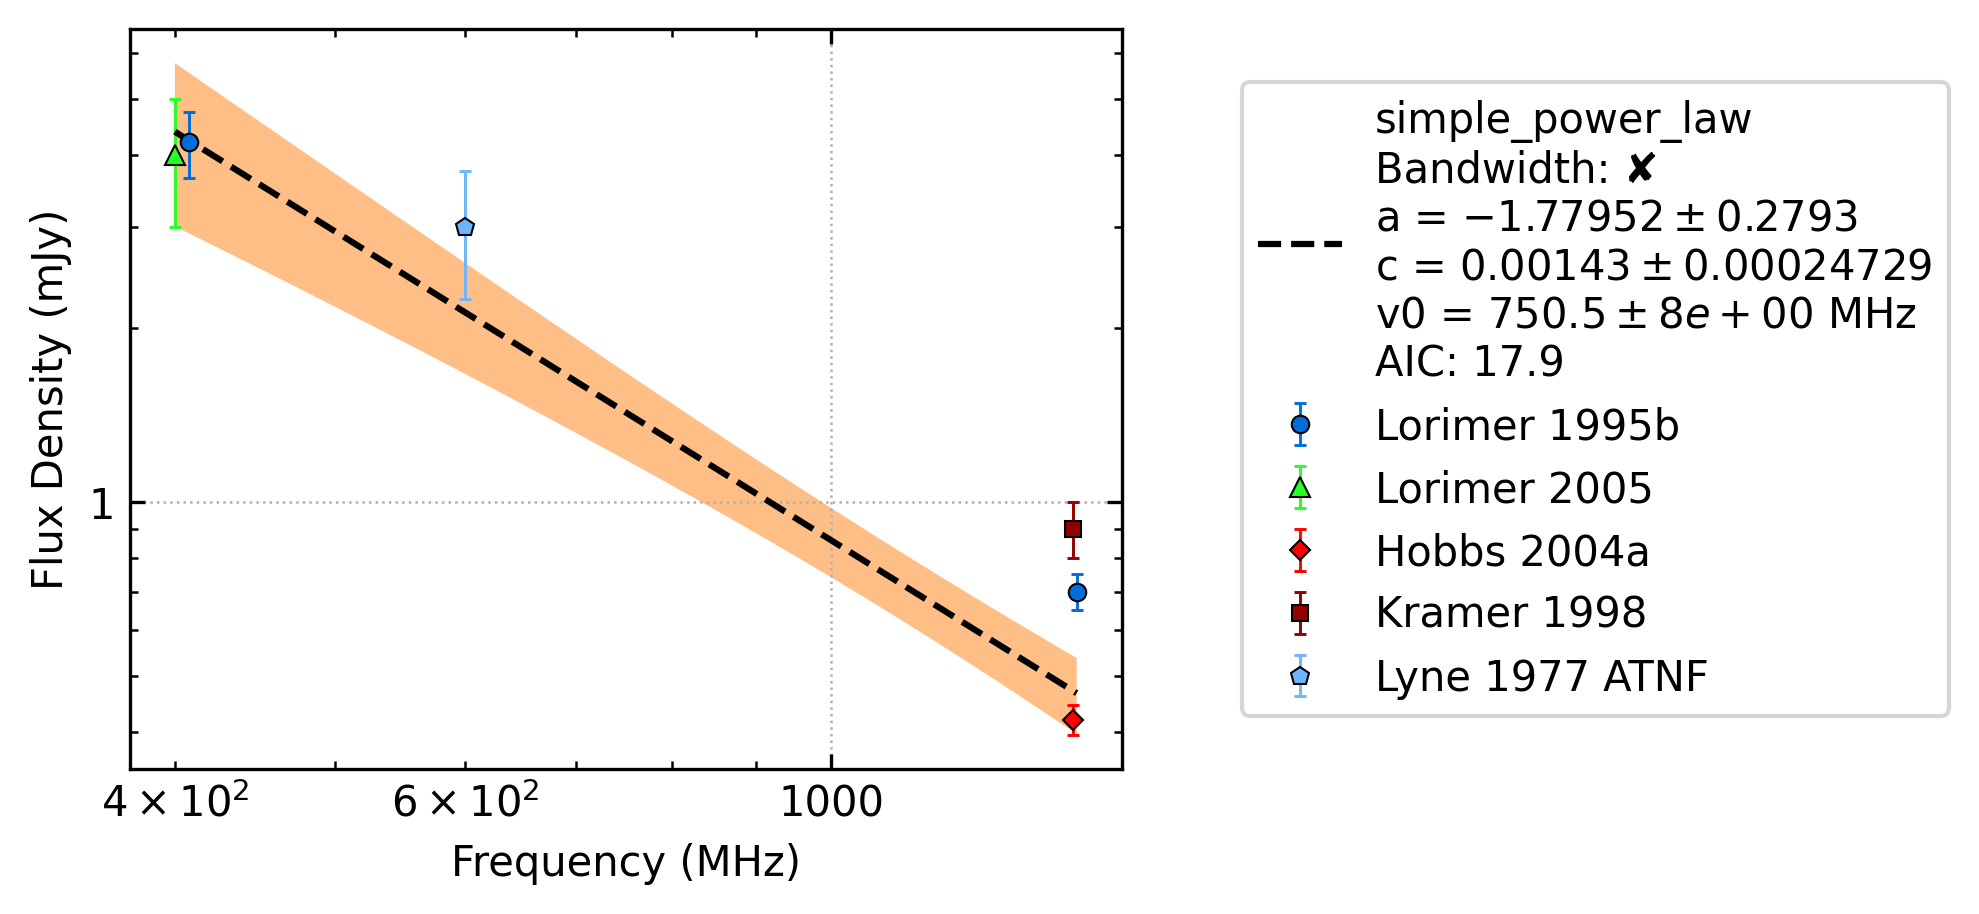 Flux Density (mJy)
1
4 × 10²
6 × 10²
1000
Frequency (MHz)
simple_power_law
Bandwidth: ✘
a = −1.77952 ± 0.2793
c = 0.00143 ± 0.00024729
v0 = 750.5 ± 8e + 00 MHz
AIC: 17.9
Lorimer 1995b
Lorimer 2005
Hobbs 2004a
Kramer 1998
Lyne 1977 ATNF